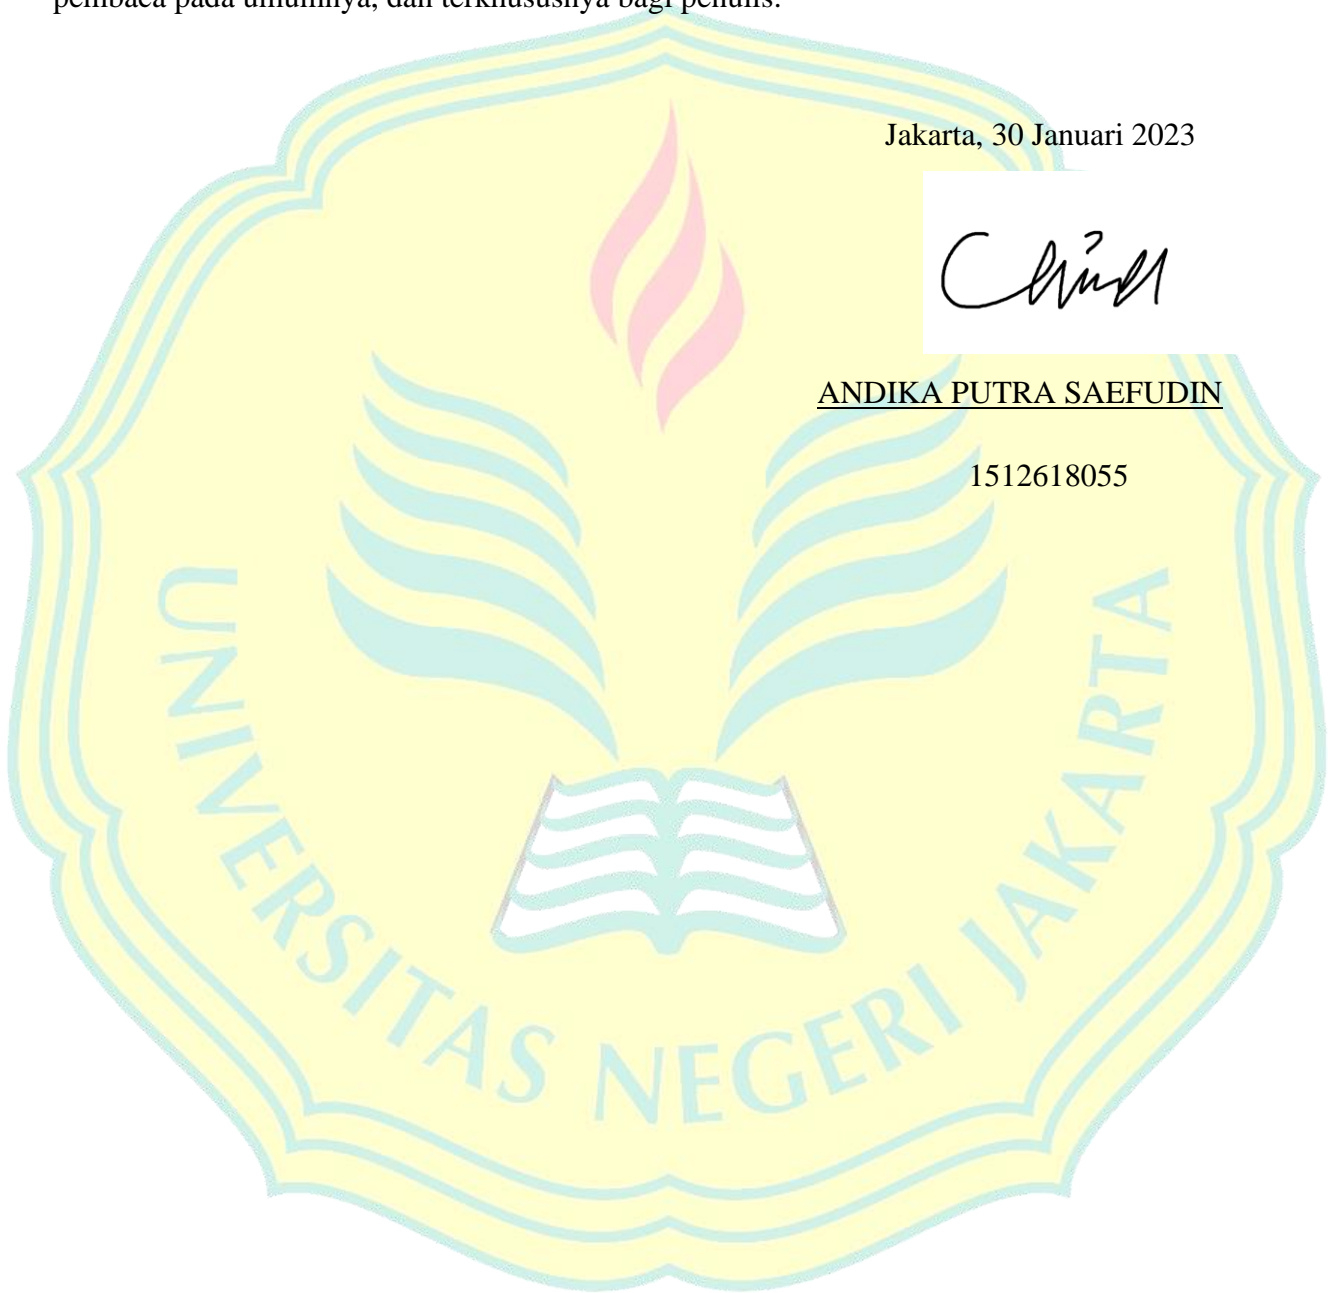 pembaca pada umumnya, dan terkhususnya bagi penulis.
Jakarta, 30 Januari 2023
ANDIKA PUTRA SAEFUDIN
1512618055
UNIVERSITAS NEGERI JAKARTA